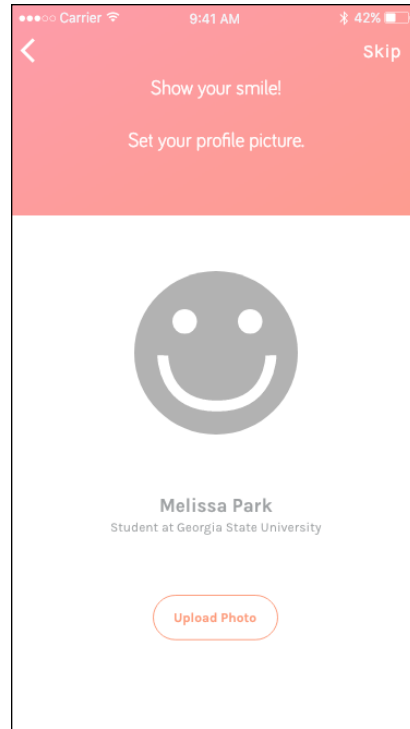 Carrier 9:41 AM 42%
Skip
Show your smile!
Set your profile picture.
Melissa Park
Student at Georgia State University
Upload Photo